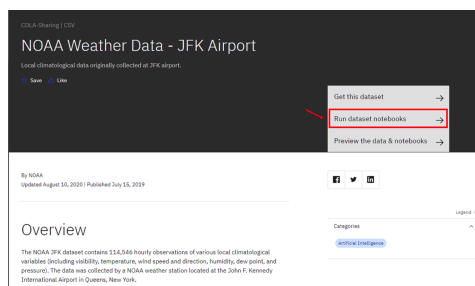 CDLA-Sharing | CSV
NOAA Weather Data - JFK Airport
Local climatological data originally collected at JFK airport.
Save Like
Get this dataset
Run dataset notebooks
Preview the data & notebooks
By NOAA
Updated August 10, 2020 | Published July 15, 2019
Legend
Overview
Categories
Artificial Intelligence
The NOAA JFK dataset contains 114,546 hourly observations of various local climatological
variables (including visibility, temperature, wind speed and direction, humidity, dew point, and
pressure). The data was collected by a NOAA weather station located at the John F. Kennedy
International Airport in Queens, New York.